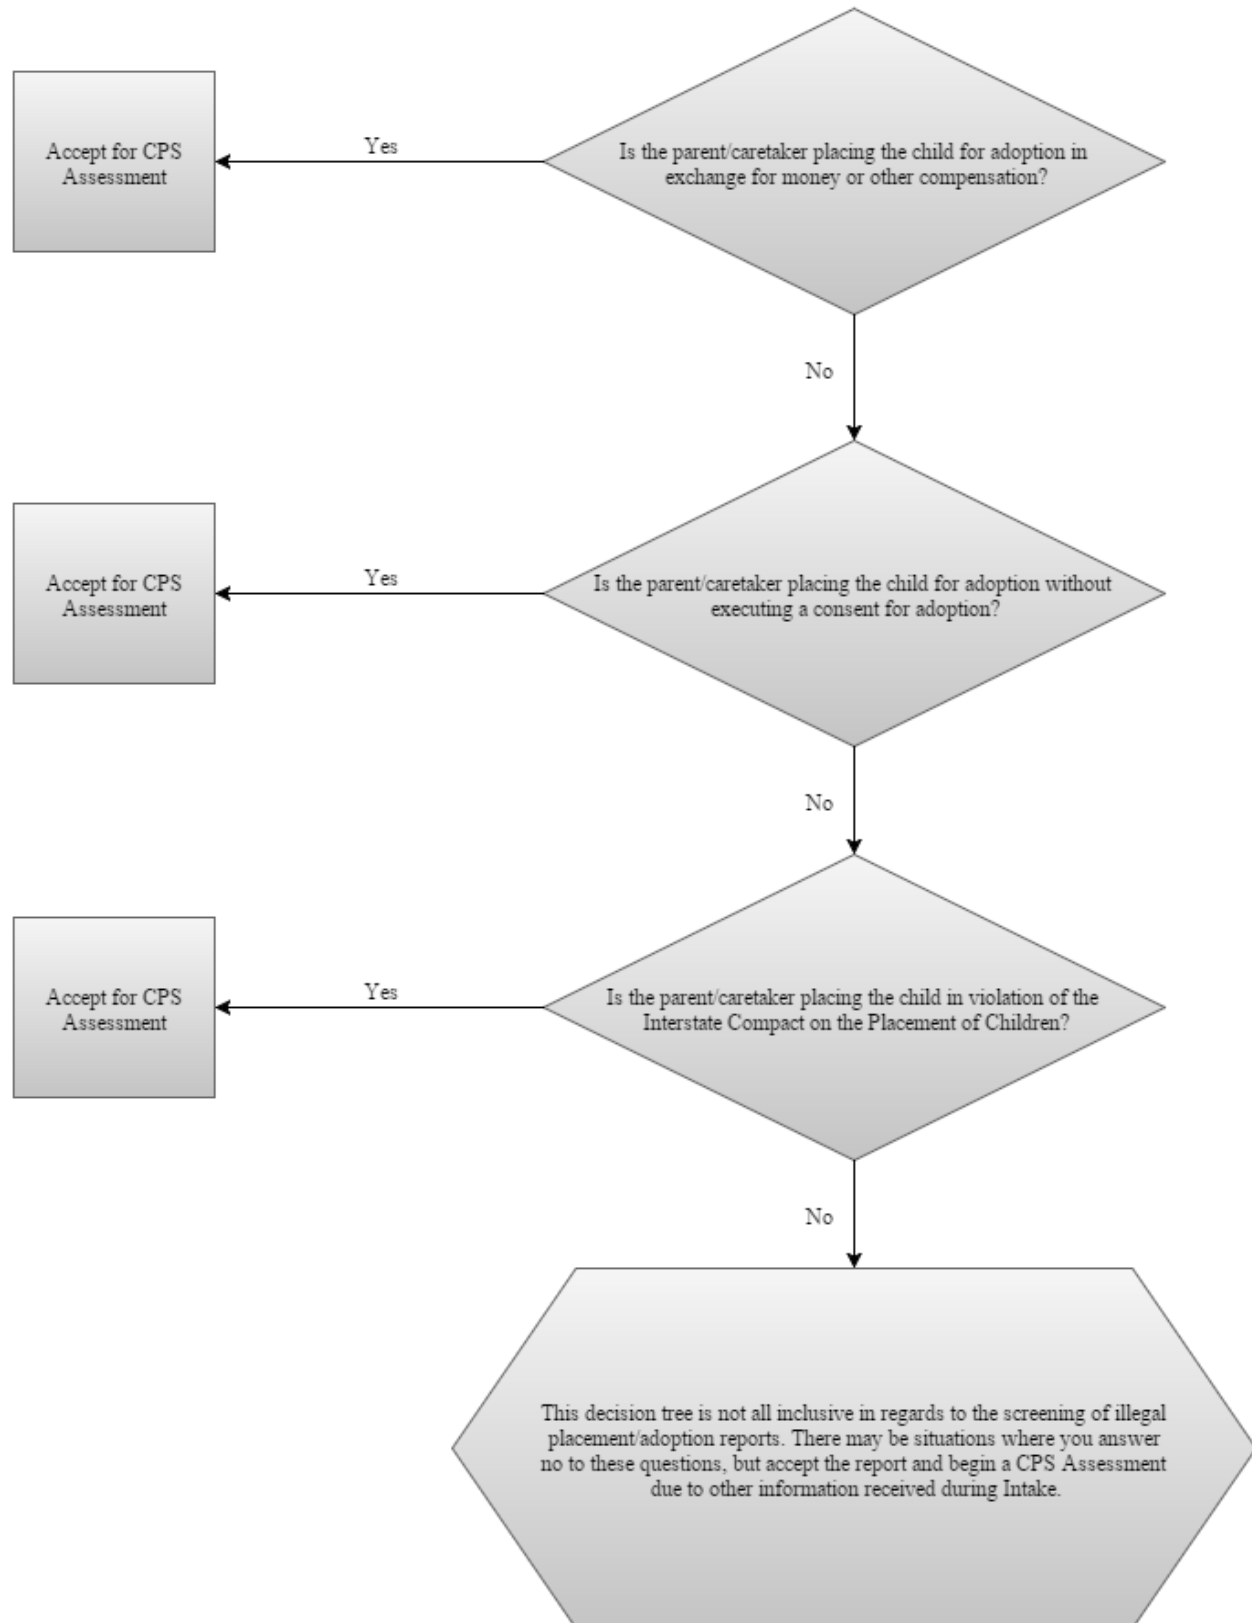 Is the parent/caretaker placing the child for adoption in
exchange for money or other compensation?
Yes
Accept for CPS
Assessment
No
Is the parent/caretaker placing the child for adoption without
executing a consent for adoption?
Yes
Accept for CPS
Assessment
No
Is the parent/caretaker placing the child in violation of the
Interstate Compact on the Placement of Children?
Yes
Accept for CPS
Assessment
No
This decision tree is not all inclusive in regards to the screening of illegal
placement/adoption reports. There may be situations where you answer
no to these questions, but accept the report and begin a CPS Assessment
due to other information received during Intake.